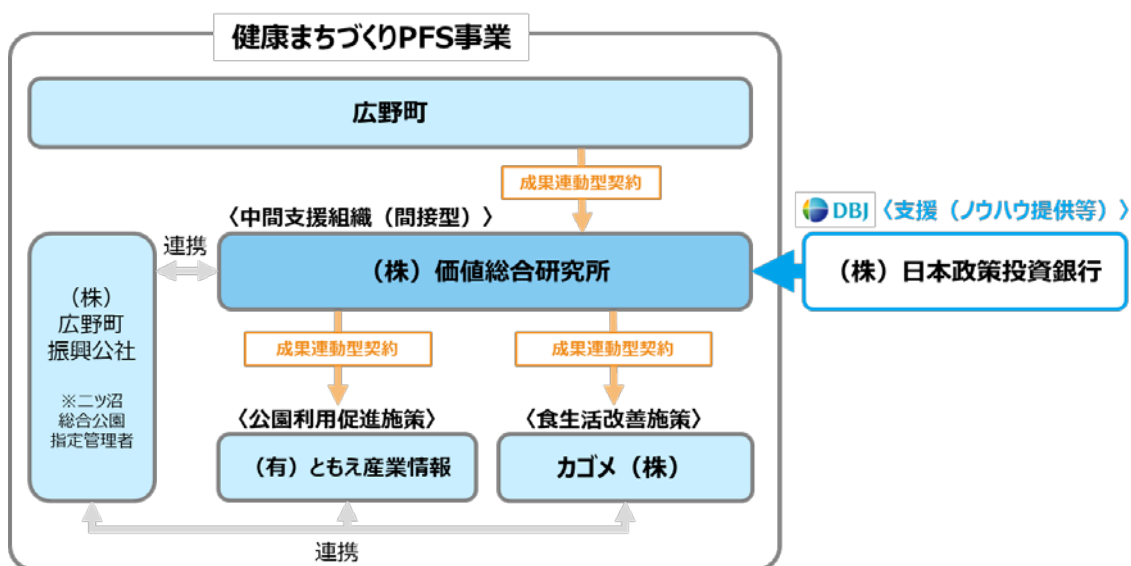 健康まちづくりPFS事業
広野町
成果連動型契約
〈中間支援組織（間接型）〉
DBJ 〈支援（ノウハウ提供等）〉
連携
（株）価値総合研究所
（株）日本政策投資銀行
（株）
広野町
振興公社
※二ツ沼
総合公園
指定管理者
成果連動型契約
成果連動型契約
〈公園利用促進施策〉
〈食生活改善施策〉
（有）ともえ産業情報
カゴメ（株）
連携